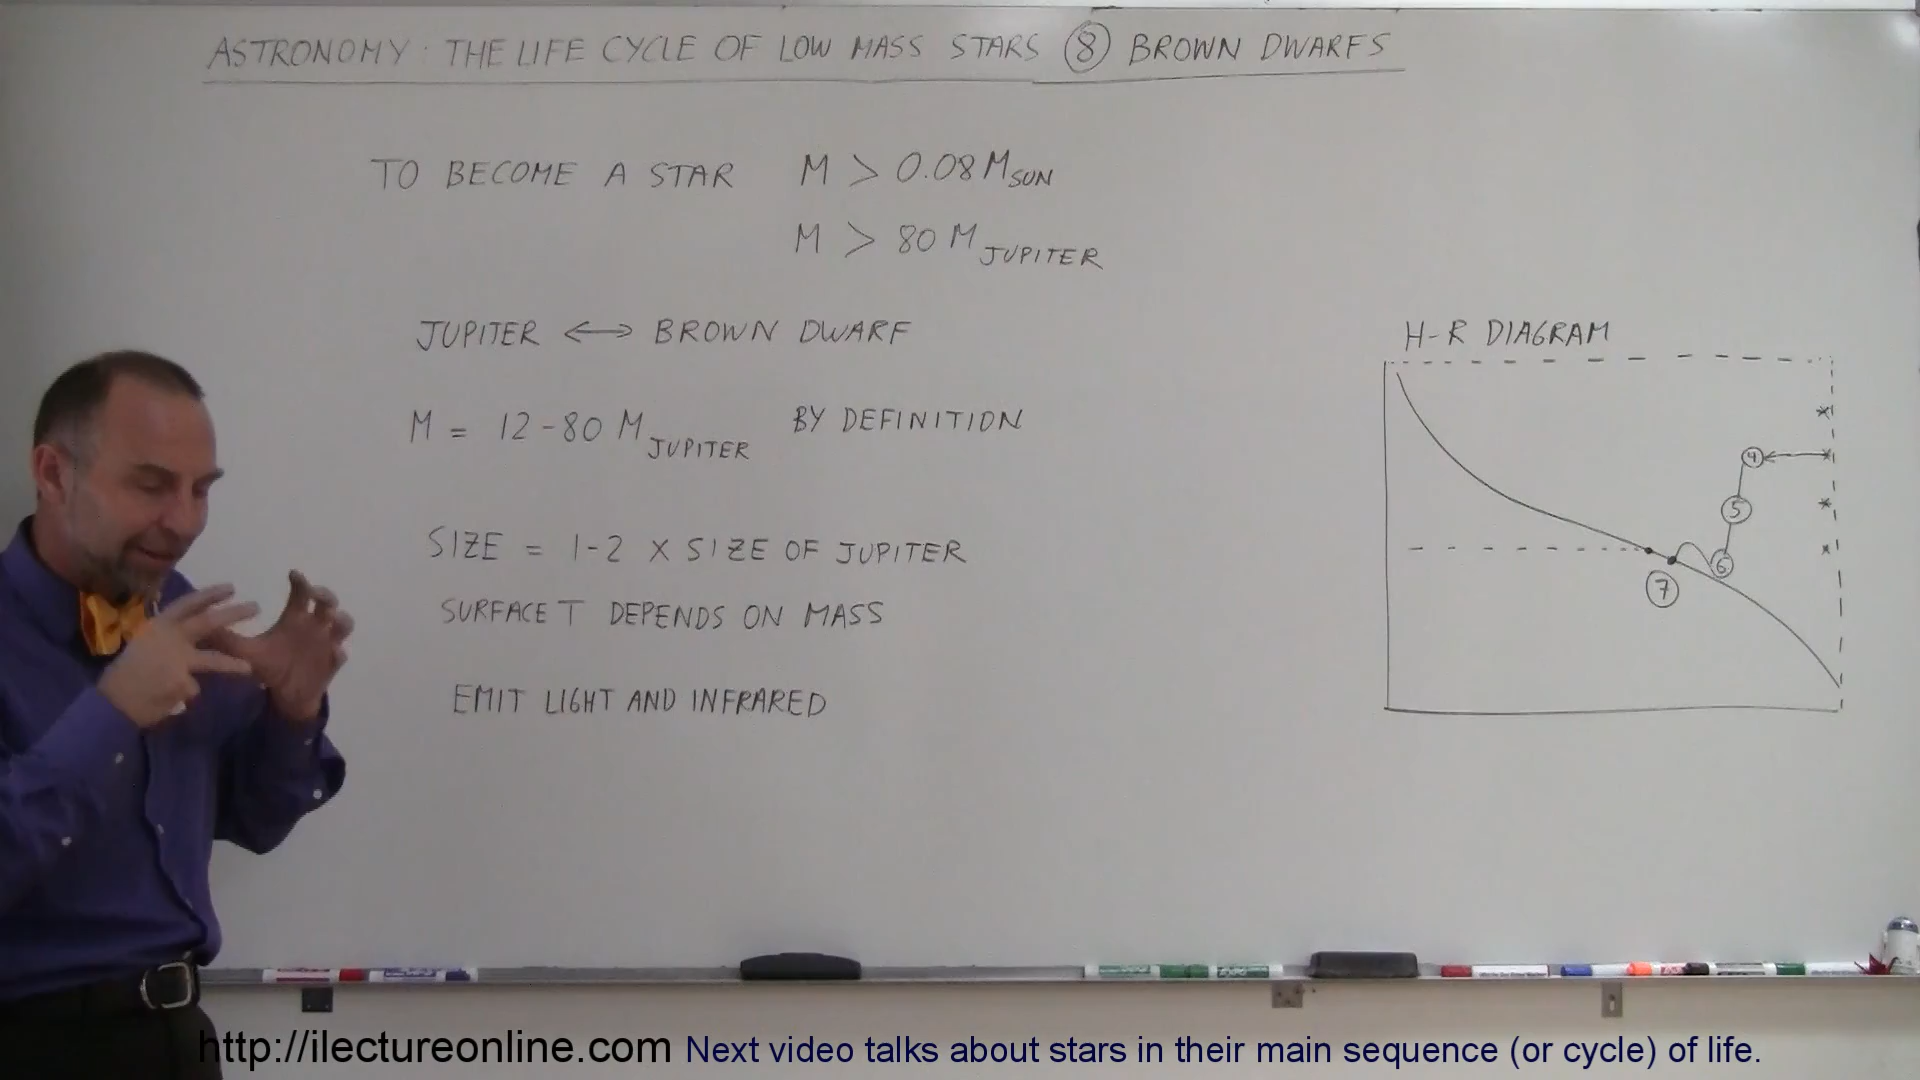 ASTRONOMY: THE LIFE CYCLE OF LOW MASS STARS 8 BROWN DWARFS
TO BECOME A STAR M > 0.08 M SUN
M > 80 M JUPITER
JUPITER ⟷ BROWN DWARF
M = 12-80 M JUPITER BY DEFINITION
SIZE = 1-2 X SIZE OF JUPITER
SURFACE T DEPENDS ON MASS
EMIT LIGHT AND INFRARED
H-R DIAGRAM
4
5
6
7
http://ilectureonline.com Next video talks about stars in their main sequence (or cycle) of life.